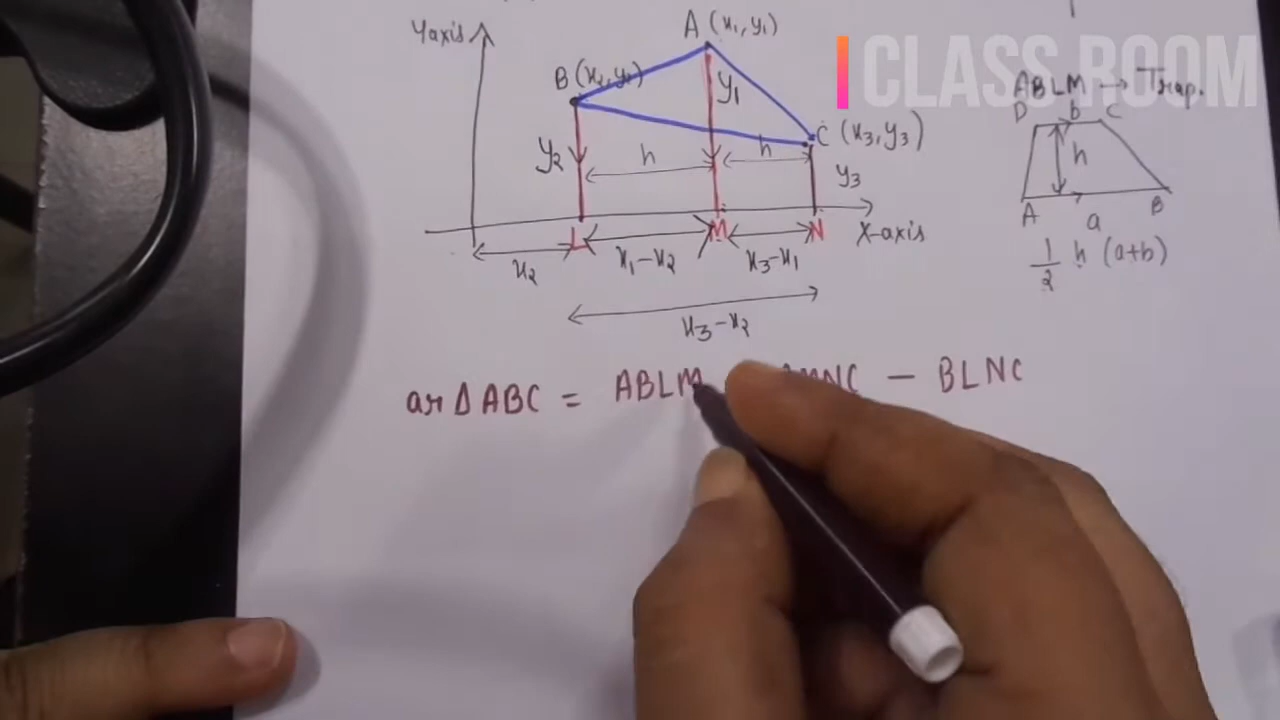 Y axis
A (x₁, y₁)
B (x₂, y₂)
C (x₃, y₃)
y₁
y₂
h
h
y₃
L
M
N
X-axis
x₂
x₁-x₂
x₃-x₁
x₃-x₂
CLASS ROOM
ABLM → Trap.
D b C
h
A a B
1/2 h (a+b)
ar Δ ABC = ABLM AMNC - BLNC